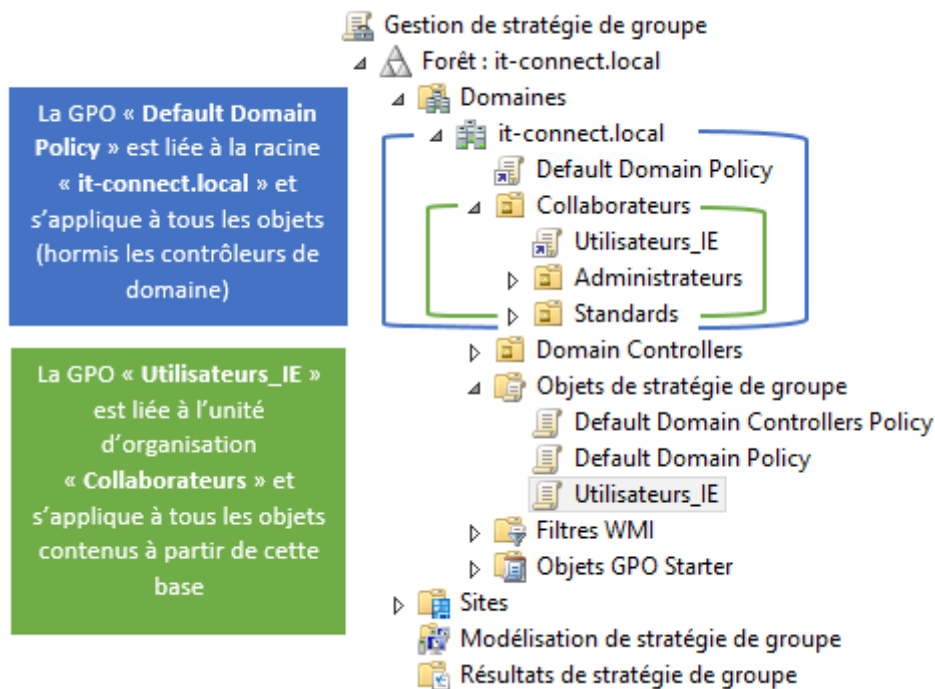 Gestion de stratégie de groupe
Forêt : it-connect.local
Domaines
it-connect.local
Default Domain Policy
Collaborateurs
Utilisateurs_IE
Administrateurs
Standards
Domain Controllers
Objets de stratégie de groupe
Default Domain Controllers Policy
Default Domain Policy
Utilisateurs_IE
Filtres WMI
Objets GPO Starter
Sites
Modélisation de stratégie de groupe
Résultats de stratégie de groupe
La GPO « Default Domain
Policy » est liée à la racine
« it-connect.local » et
s’applique à tous les objets
(hormis les contrôleurs de
domaine)
La GPO « Utilisateurs_IE »
est liée à l’unité
d’organisation
« Collaborateurs » et
s’applique à tous les objets
contenus à partir de cette
base